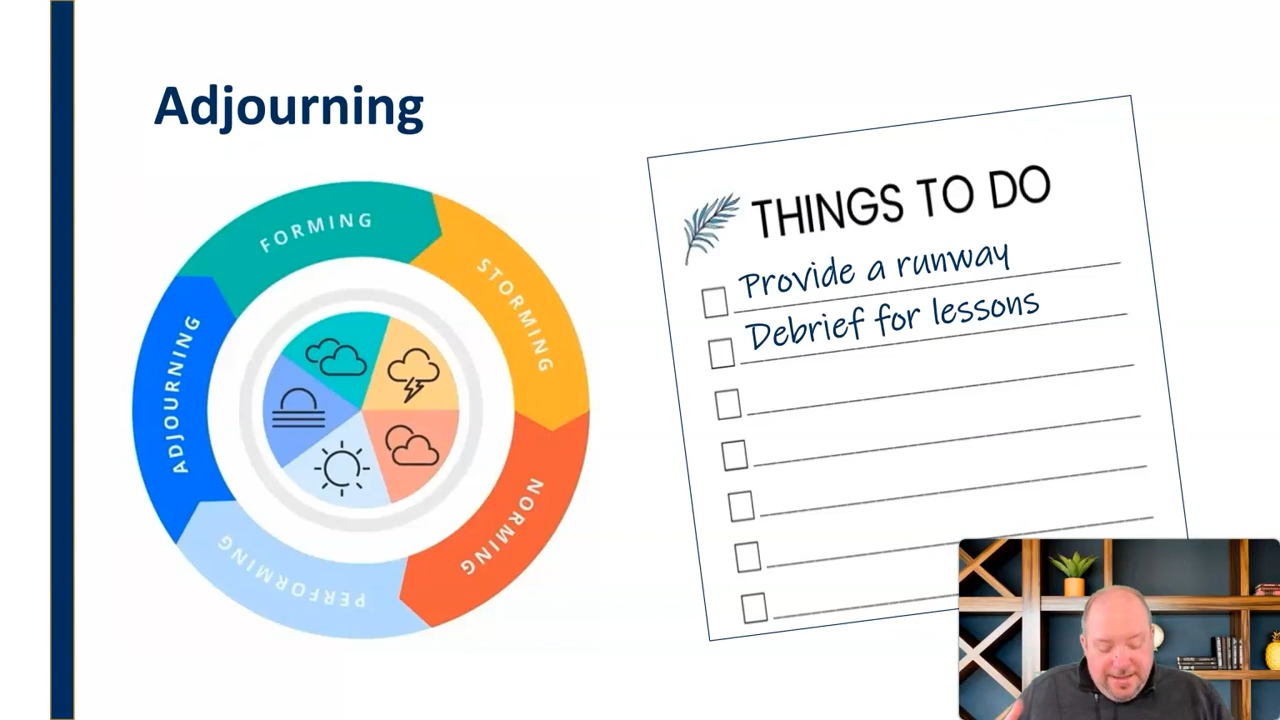 Adjourning
FORMING
STORMING
NORMING
PERFORMING
ADJOURNING
THINGS TO DO
Provide a runway
Debrief for lessons